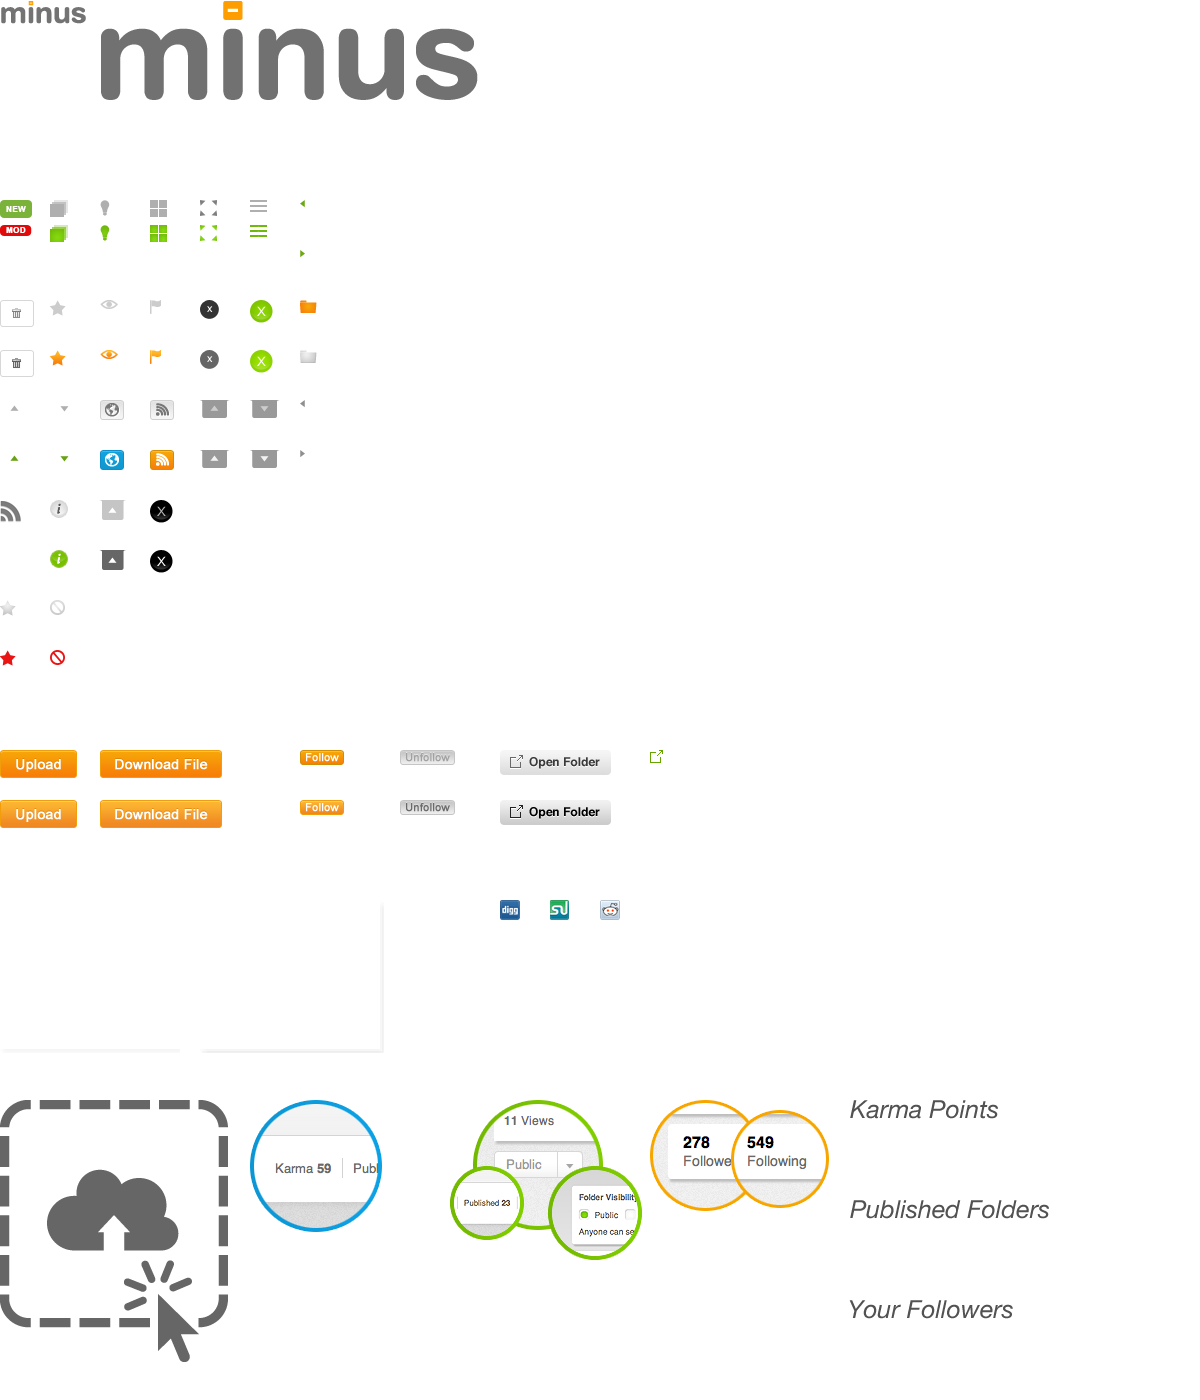 minus
minus
NEW
MOD
x
X
x
X
i
X
i
X
Upload
Download File
Follow
Unfollow
Open Folder
Upload
Download File
Follow
Unfollow
Open Folder
digg
SU
11 Views
Public
Karma 59
Publ
Published 23
Folder Visibility
Public
Anyone can se
278
Followe
549
Following
Karma Points
Published Folders
Your Followers